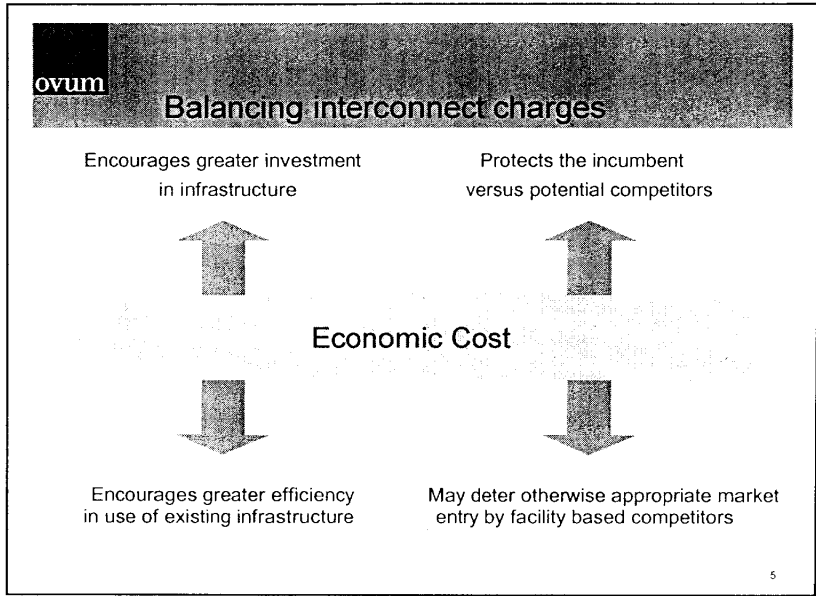 ovum
Balancing interconnect charges
Encourages greater investment
in infrastructure
Protects the incumbent
versus potential competitors
Economic Cost
Encourages greater efficiency
in use of existing infrastructure
May deter otherwise appropriate market
entry by facility based competitors
5